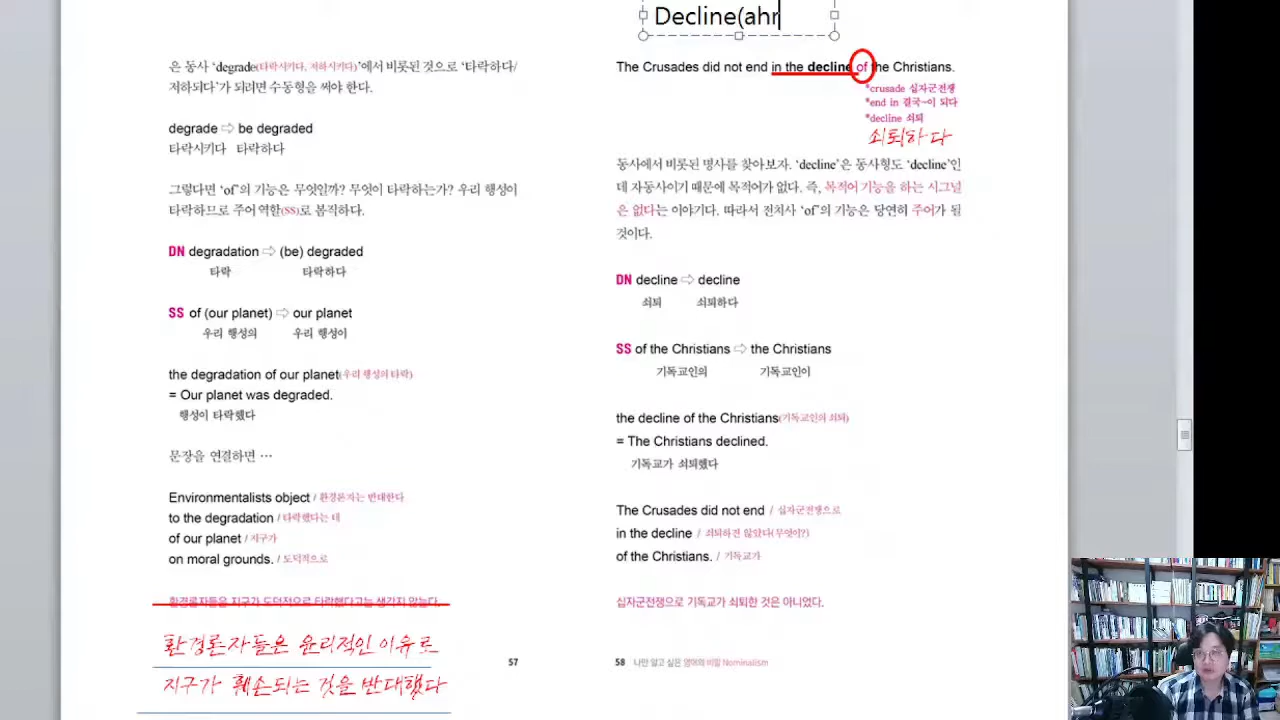 Decline(ahr
은 동사 ‘degrade(타락시키다, 저하시키다)’에서 비롯된 것으로 ‘타락하다/
저하되다’가 되려면 수동형을 써야 한다.
degrade ⇨ be degraded
타락시키다 타락하다
그렇다면 ‘of’의 기능은 무엇일까? 무엇이 타락하는가? 우리 행성이
타락하므로 주어 역할(SS)로 봄직하다.
DN degradation ⇨ (be) degraded
타락 타락하다
SS of (our planet) ⇨ our planet
우리 행성의 우리 행성이
the degradation of our planet(우리 행성의 타락)
= Our planet was degraded.
행성이 타락했다
문장을 연결하면 …
Environmentalists object / 환경론자는 반대한다
to the degradation / 타락했다는 데
of our planet / 지구가
on moral grounds. / 도덕적으로
환경론자들은 지구가 도덕적으로 타락했다고는 생각지 않는다.
환경론자들은 윤리적인 이유로
지구가 훼손되는 것을 반대했다
57
The Crusades did not end in the decline of the Christians.
*crusade 십자군전쟁
*end in 결국~이 되다
*decline 쇠퇴
쇠퇴하다
동사에서 비롯된 명사를 찾아보자. ‘decline’은 동사형도 ‘decline’인
데 자동사이기 때문에 목적어가 없다. 즉, 목적어 기능을 하는 시그널
은 없다는 이야기다. 따라서 전치사 ‘of’의 기능은 당연히 주어가 될
것이다.
DN decline ⇨ decline
쇠퇴 쇠퇴하다
SS of the Christians ⇨ the Christians
기독교인의 기독교인이
the decline of the Christians(기독교인의 쇠퇴)
= The Christians declined.
기독교가 쇠퇴했다
The Crusades did not end / 십자군전쟁으로
in the decline / 쇠퇴하진 않았다(무엇이?)
of the Christians. / 기독교가
십자군전쟁으로 기독교가 쇠퇴한 것은 아니었다.
58 나만 알고 싶은 영어의 비밀 Nominalism